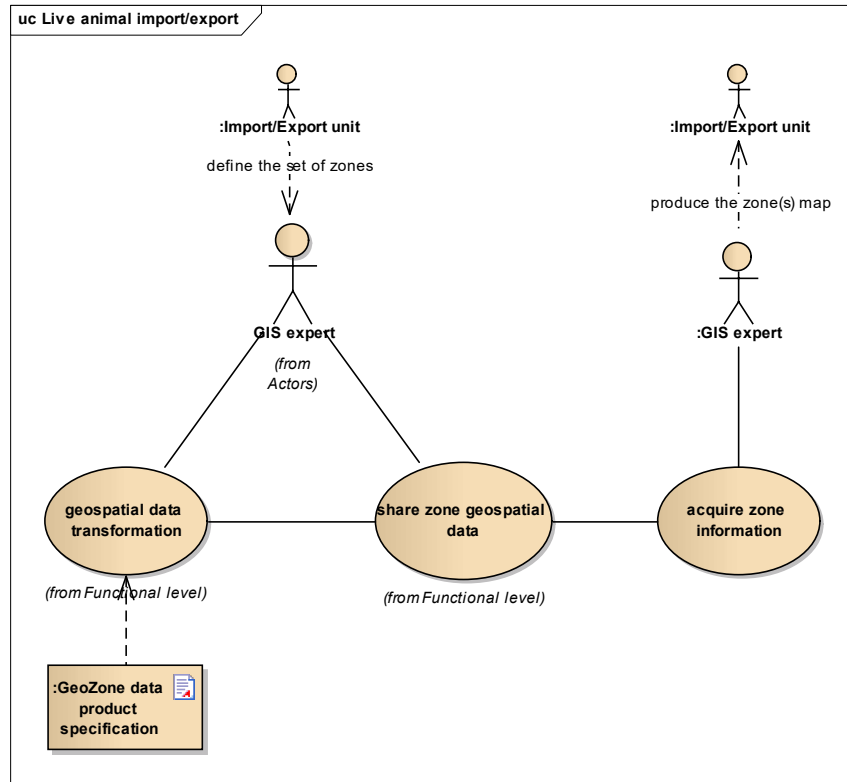 uc Live animal import/export
:Import/Export unit
define the set of zones
GIS expert
(from
Actors)
:Import/Export unit
produce the zone(s) map
:GIS expert
geospatial data
transformation
(from Functional level)
share zone geospatial
data
(from Functional level)
acquire zone
information
:GeoZone data
product
specification